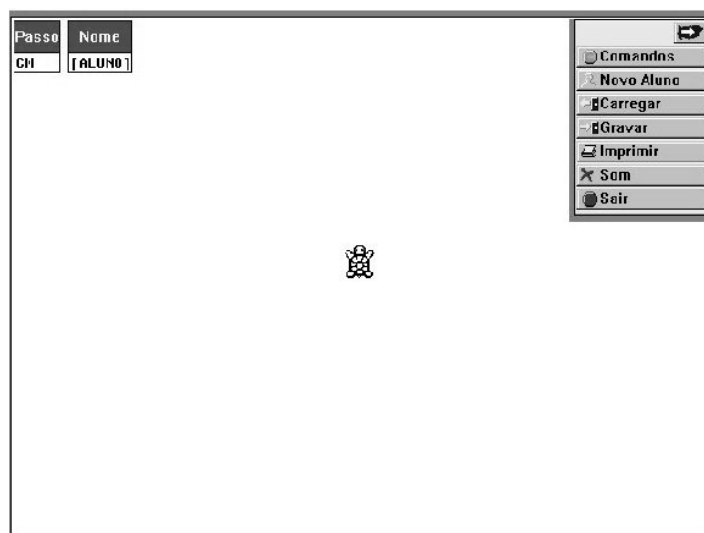 Passo Nome
CM [ALUNO]
Comandos
Novo Aluno
Carregar
Gravar
Imprimir
Som
Sair